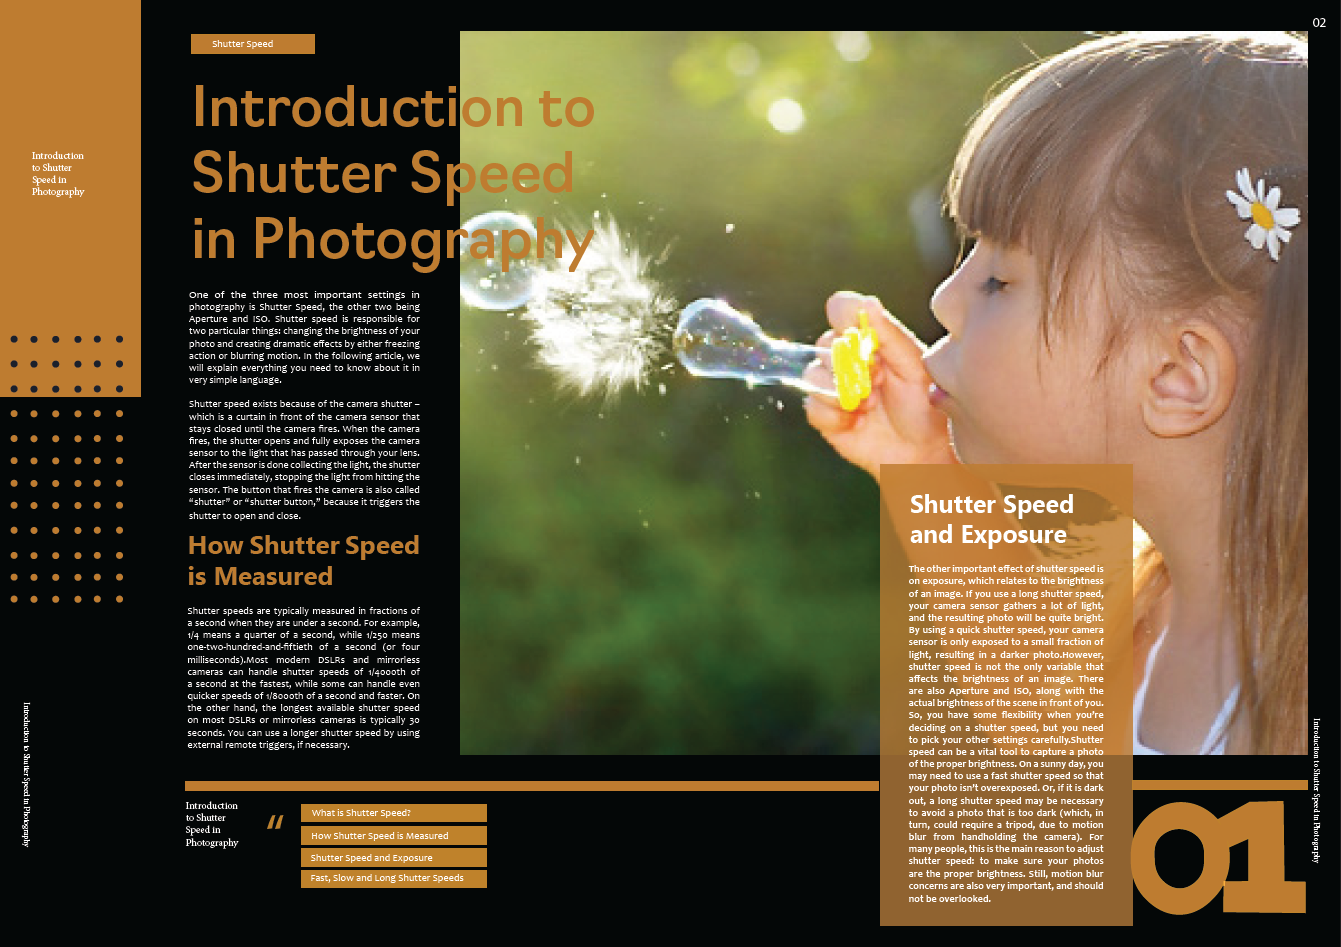 02
Shutter Speed
Introduction to
Shutter Speed
in Photography
Introduction
to Shutter
Speed in
Photography
One of the three most important settings in
photography is Shutter Speed, the other two being
Aperture and ISO. Shutter speed is responsible for
two particular things: changing the brightness of your
photo and creating dramatic effects by either freezing
action or blurring motion. In the following article, we
will explain everything you need to know about it in
very simple language.
Shutter speed exists because of the camera shutter –
which is a curtain in front of the camera sensor that
stays closed until the camera fires. When the camera
fires, the shutter opens and fully exposes the camera
sensor to the light that has passed through your lens.
After the sensor is done collecting the light, the shutter
closes immediately, stopping the light from hitting the
sensor. The button that fires the camera is also called
“shutter” or “shutter button,” because it triggers the
shutter to open and close.
How Shutter Speed
is Measured
Shutter speeds are typically measured in fractions of
a second when they are under a second. For example,
1/4 means a quarter of a second, while 1/250 means
one-two-hundred-and-fiftieth of a second (or four
milliseconds).Most modern DSLRs and mirrorless
cameras can handle shutter speeds of 1/4000th of
a second at the fastest, while some can handle even
quicker speeds of 1/8000th of a second and faster. On
the other hand, the longest available shutter speed
on most DSLRs or mirrorless cameras is typically 30
seconds. You can use a longer shutter speed by using
external remote triggers, if necessary.
Shutter Speed
and Exposure
The other important effect of shutter speed is
on exposure, which relates to the brightness
of an image. If you use a long shutter speed,
your camera sensor gathers a lot of light,
and the resulting photo will be quite bright.
By using a quick shutter speed, your camera
sensor is only exposed to a small fraction of
light, resulting in a darker photo.However,
shutter speed is not the only variable that
affects the brightness of an image. There
are also Aperture and ISO, along with the
actual brightness of the scene in front of you.
So, you have some flexibility when you’re
deciding on a shutter speed, but you need
to pick your other settings carefully.Shutter
speed can be a vital tool to capture a photo
of the proper brightness. On a sunny day, you
may need to use a fast shutter speed so that
your photo isn’t overexposed. Or, if it is dark
out, a long shutter speed may be necessary
to avoid a photo that is too dark (which, in
turn, could require a tripod, due to motion
blur from handholding the camera). For
many people, this is the main reason to adjust
shutter speed: to make sure your photos
are the proper brightness. Still, motion blur
concerns are also very important, and should
not be overlooked.
Introduction to Shutter Speed in Photography
Introduction to Shutter Speed in Photography
Introduction
to Shutter
Speed in
Photography
“
What is Shutter Speed?
How Shutter Speed is Measured
Shutter Speed and Exposure
Fast, Slow and Long Shutter Speeds
01